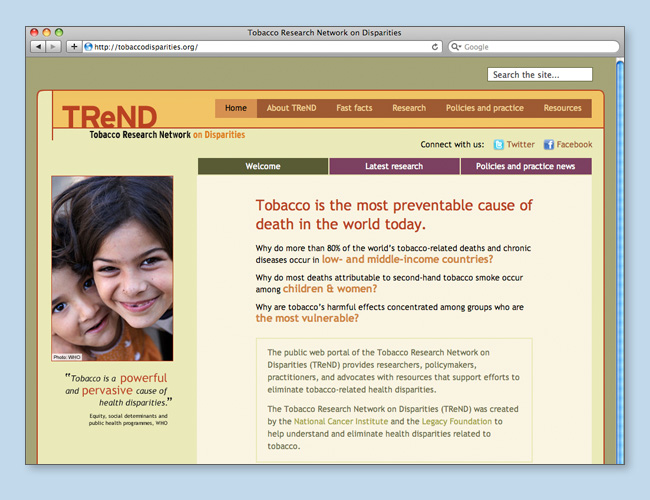 Tobacco Research Network on Disparities
http://tobaccodisparities.org/
Google
Search the site...
TReND
Home About TReND Fast facts Research Policies and practice Resources
Tobacco Research Network on Disparities
Connect with us: Twitter Facebook
Welcome Latest research Policies and practice news
Tobacco is the most preventable cause of
death in the world today.
Why do more than 80% of the world's tobacco-related deaths and chronic
diseases occur in low- and middle-income countries?
Why do most deaths attributable to second-hand tobacco smoke occur
among children & women?
Why are tobacco's harmful effects concentrated among groups who are
the most vulnerable?
Photo: WHO
"Tobacco is a powerful
and pervasive cause of
health disparities."
Equity, social determinants and
public health programmes, WHO
The public web portal of the Tobacco Research Network on
Disparities (TReND) provides researchers, policymakers,
practitioners, and advocates with resources that support efforts to
eliminate tobacco-related health disparities.
The Tobacco Research Network on Disparities (TReND) was created
by the National Cancer Institute and the Legacy Foundation to
help understand and eliminate health disparities related to
tobacco.